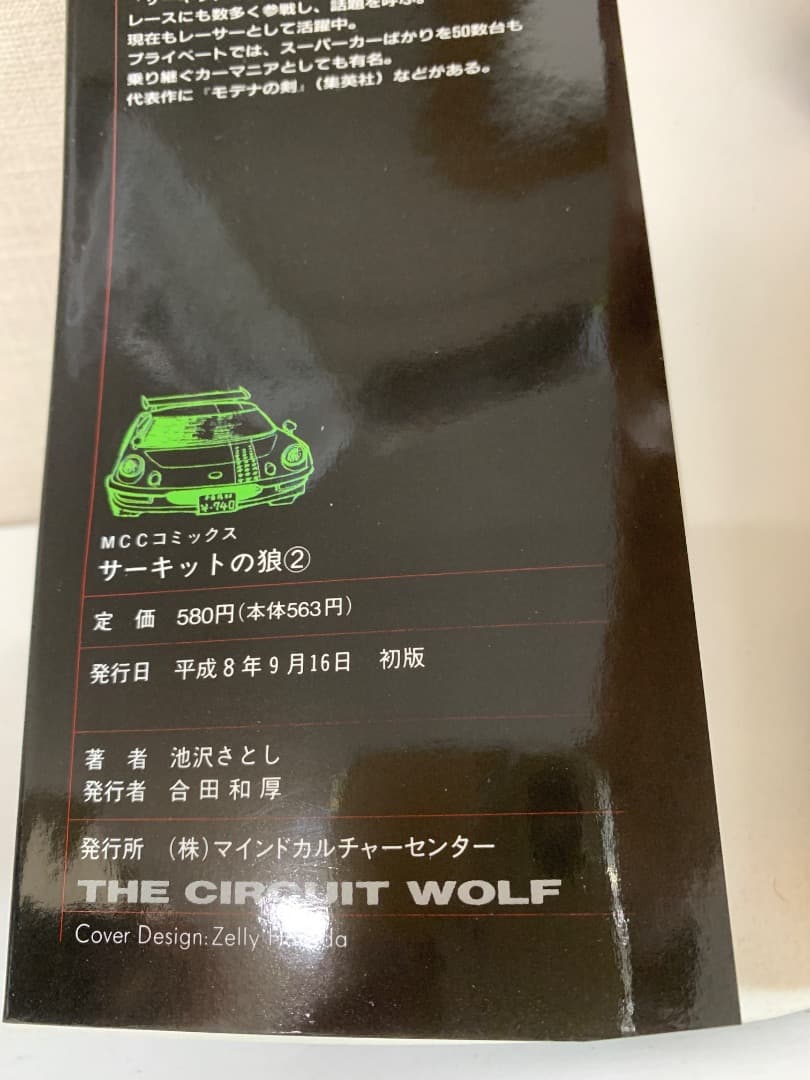 レースにも数多く参戦し、話題を呼ぶ。
現在もレーサーとして活躍中。
プライベートでは、スーパーカーばかりを50数台も
乗り継ぐカーマニアとしても有名。
代表作に『モデナの剣』(集英社)などがある。
MCCコミックス
サーキットの狼②
定 価 580円(本体563円)
発行日 平成8年9月16日 初版
著 者 池沢さとし
発行者 合田和厚
発行所 (株)マインドカルチャーセンター
THE CIRCUIT WOLF
Cover Design:Zelly